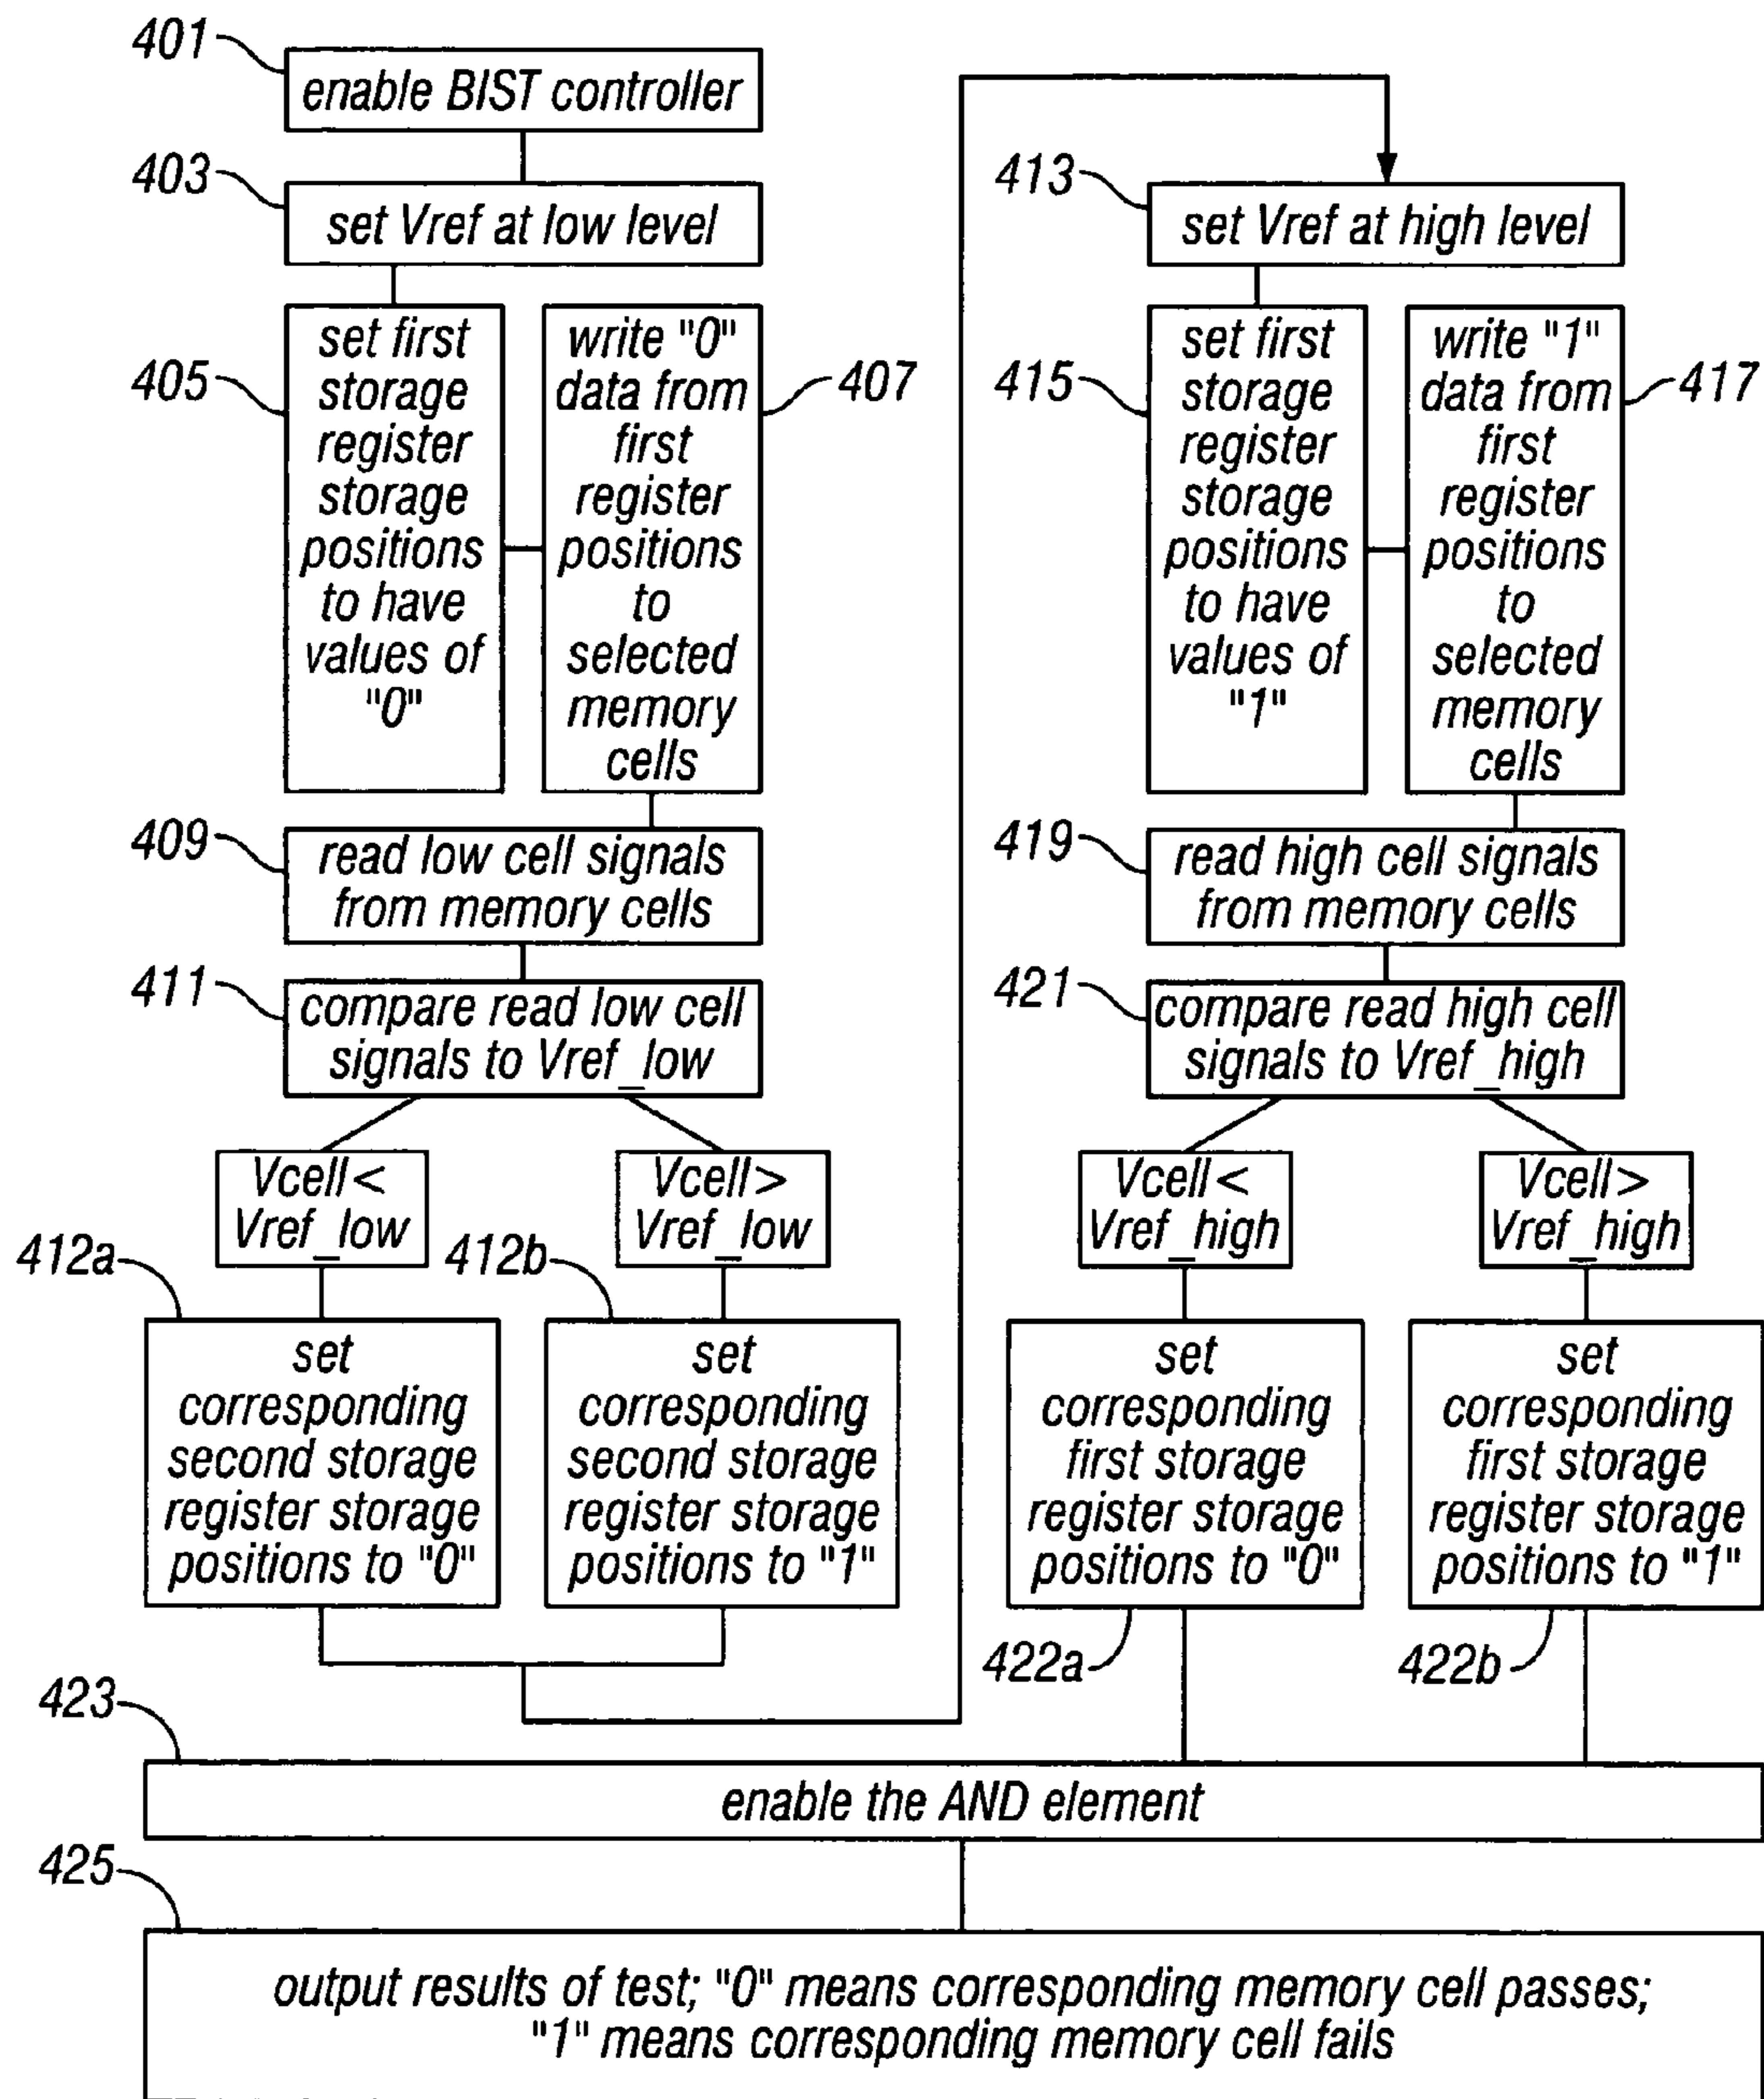 401
enable BIST controller
403
set Vref at low level
405
set first
storage
register
storage
positions
to have
values of
"0"
write "0"
data from
first
register
positions
to
selected
memory
cells
407
409
read low cell signals
from memory cells
411
compare read low cell
signals to Vref_low
Vcell<
Vref_low
Vcell>
Vref_low
412a
set
corresponding
second storage
register storage
positions to "0"
412b
set
corresponding
second storage
register storage
positions to "1"
413
set Vref at high level
415
set first
storage
register
storage
positions
to have
values of
"1"
write "1"
data from
first
register
positions
to
selected
memory
cells
417
419
read high cell signals
from memory cells
421
compare read high cell
signals to Vref_high
Vcell<
Vref_high
Vcell>
Vref_high
set
corresponding
first storage
register storage
positions to "0"
422a
set
corresponding
first storage
register storage
positions to "1"
422b
423
enable the AND element
425
output results of test; "0" means corresponding memory cell passes;
"1" means corresponding memory cell fails